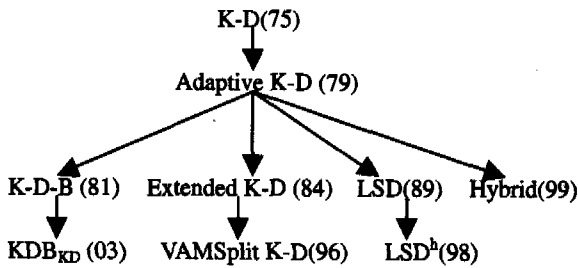 K-D(75)
Adaptive K-D (79)
K-D-B (81) Extended K-D (84) LSD(89) Hybrid(99)
KDB_KD (03) VAMSplit K-D(96) LSD^h(98)